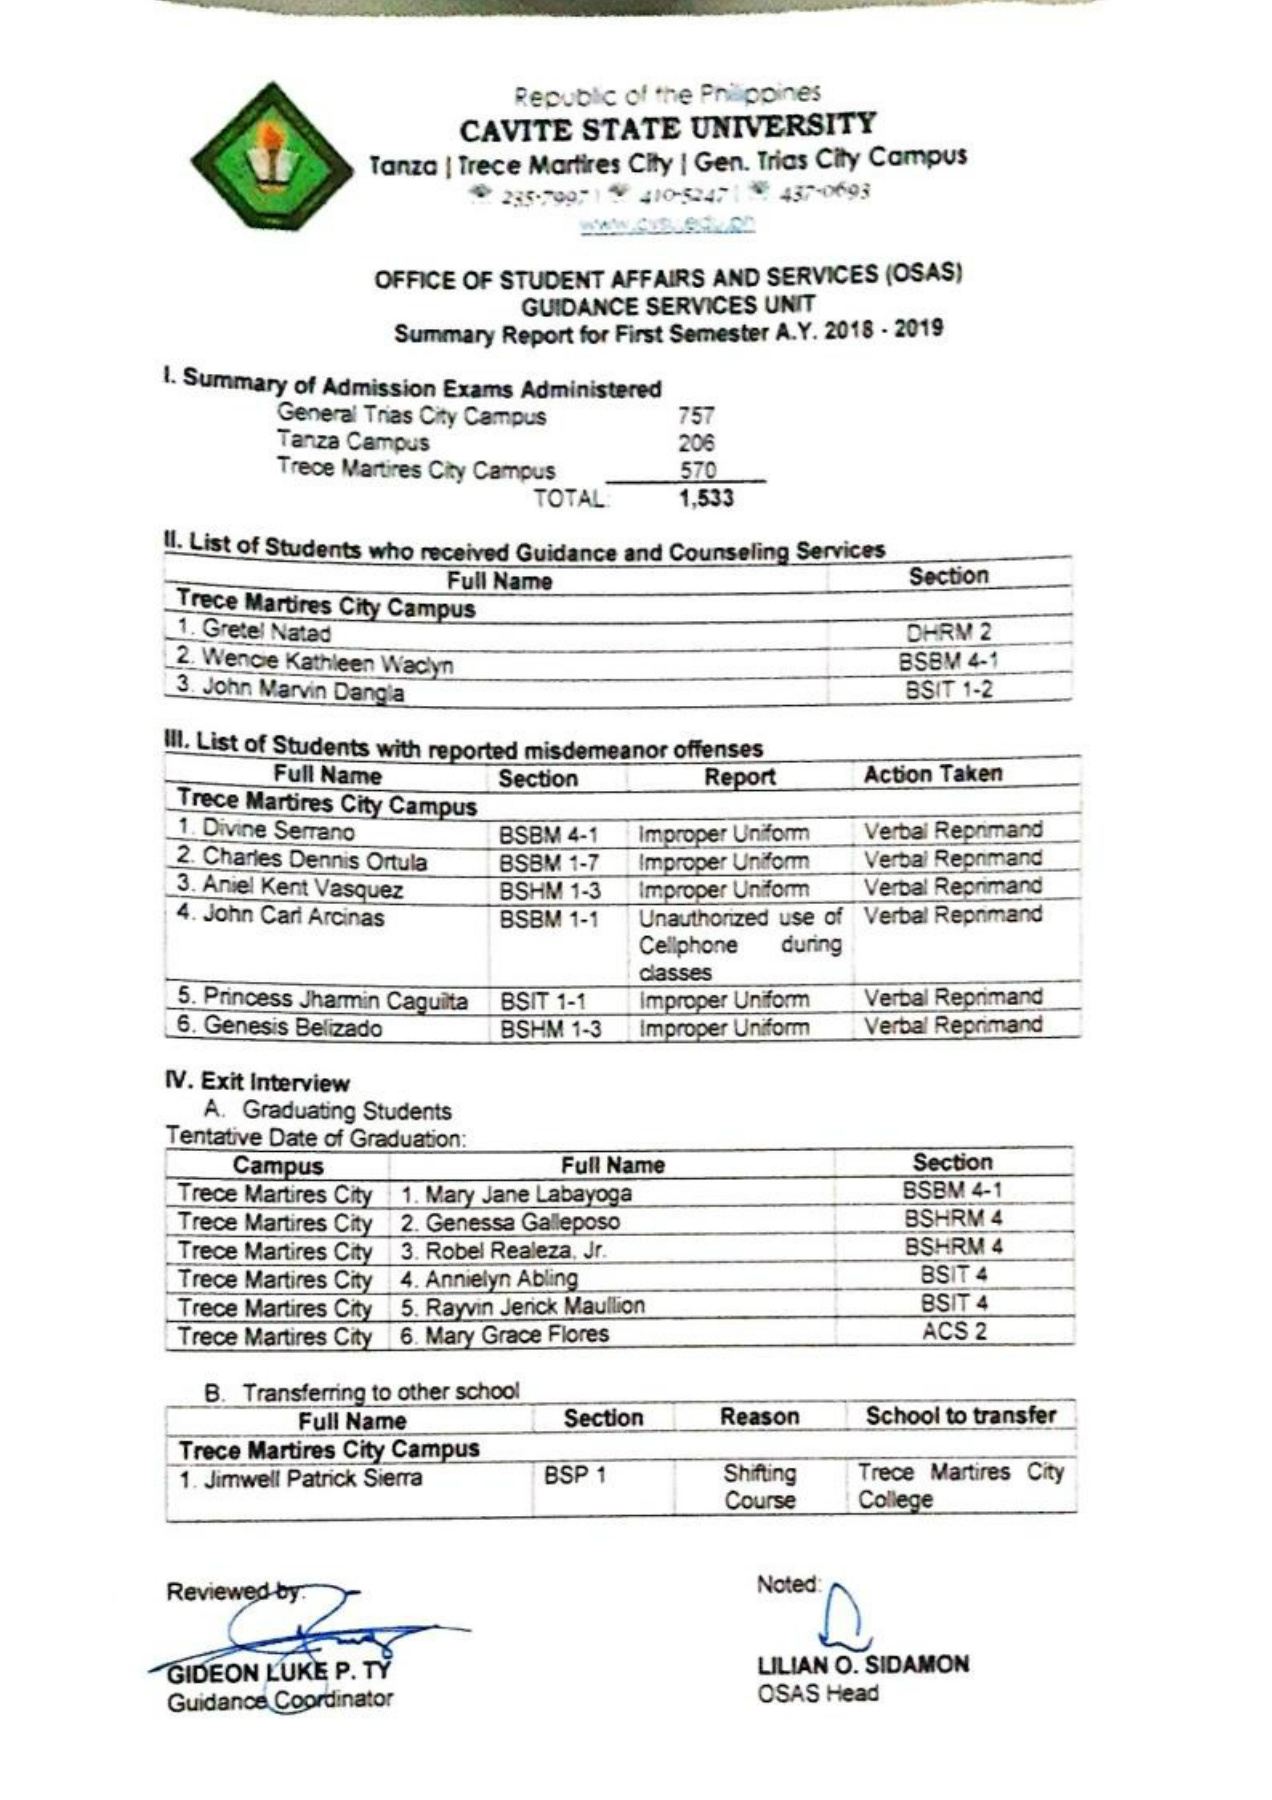 Republic of the Philippines
CAVITE STATE UNIVERSITY
Tanza | Trece Martires City | Gen. Trias City Campus
235-7997 | 410-5247 | 437-0693
www.cvsu.edu.ph
OFFICE OF STUDENT AFFAIRS AND SERVICES (OSAS)
GUIDANCE SERVICES UNIT
Summary Report for First Semester A.Y. 2018 - 2019
I. Summary of Admission Exams Administered
General Trias City Campus 757
Tanza Campus 206
Trece Martires City Campus 570
TOTAL: 1,533
II. List of Students who received Guidance and Counseling Services
Full Name Section
Trece Martires City Campus
1. Gretel Natad DHRM 2
2. Wencie Kathleen Waclyn BSBM 4-1
3. John Marvin Dangla BSIT 1-2
III. List of Students with reported misdemeanor offenses
Full Name Section Report Action Taken
Trece Martires City Campus
1. Divine Serrano BSBM 4-1 Improper Uniform Verbal Reprimand
2. Charles Dennis Ortula BSBM 1-7 Improper Uniform Verbal Reprimand
3. Aniel Kent Vasquez BSHM 1-3 Improper Uniform Verbal Reprimand
4. John Carl Arcinas BSBM 1-1 Unauthorized use of Verbal Reprimand
Cellphone during
classes
5. Princess Jharmin Caguilta BSIT 1-1 Improper Uniform Verbal Reprimand
6. Genesis Belizado BSHM 1-3 Improper Uniform Verbal Reprimand
IV. Exit Interview
A. Graduating Students
Tentative Date of Graduation:
Campus Full Name Section
Trece Martires City 1. Mary Jane Labayoga BSBM 4-1
Trece Martires City 2. Genessa Galleposo BSHRM 4
Trece Martires City 3. Robel Realeza, Jr. BSHRM 4
Trece Martires City 4. Annielyn Abling BSIT 4
Trece Martires City 5. Rayvin Jerick Maullion BSIT 4
Trece Martires City 6. Mary Grace Flores ACS 2
B. Transferring to other school
Full Name Section Reason School to transfer
Trece Martires City Campus
1. Jimwell Patrick Sierra BSP 1 Shifting Trece Martires City
Course College
Reviewed by: Noted:
GIDEON LUKE P. TY LILIAN O. SIDAMON
Guidance Coordinator OSAS Head